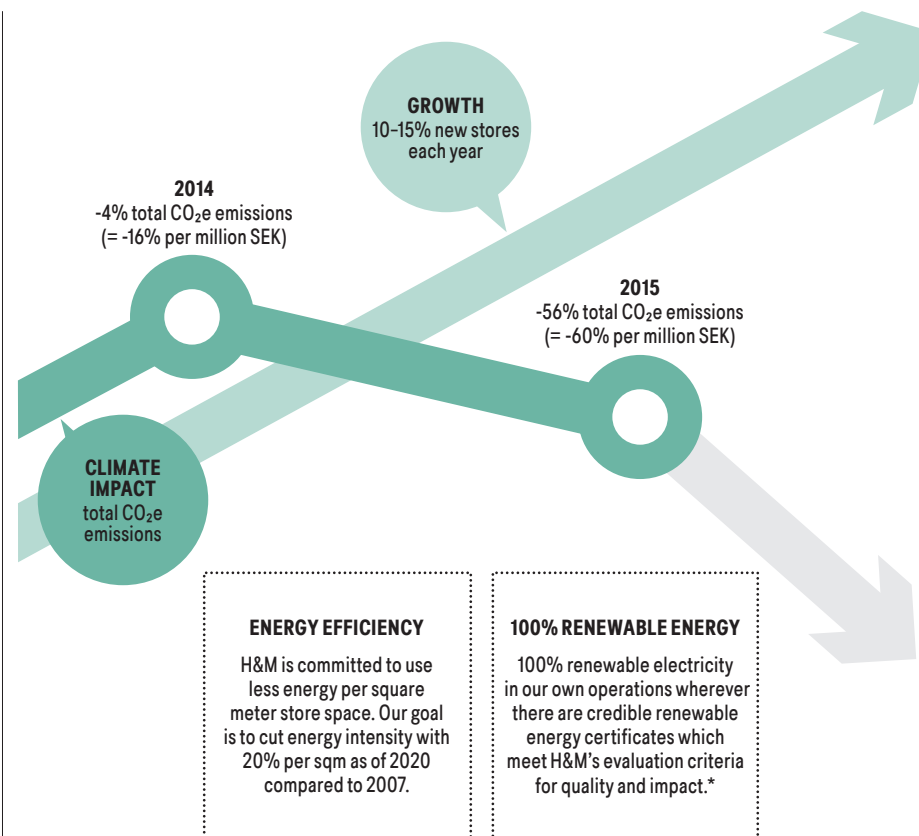 GROWTH
10–15% new stores
each year
2014
-4% total CO₂e emissions
(= -16% per million SEK)
2015
-56% total CO₂e emissions
(= -60% per million SEK)
CLIMATE
IMPACT
total CO₂e
emissions
ENERGY EFFICIENCY
H&M is committed to use
less energy per square
meter store space. Our goal
is to cut energy intensity with
20% per sqm as of 2020
compared to 2007.
100% RENEWABLE ENERGY
100% renewable electricity
in our own operations wherever
there are credible renewable
energy certificates which
meet H&M’s evaluation criteria
for quality and impact.*